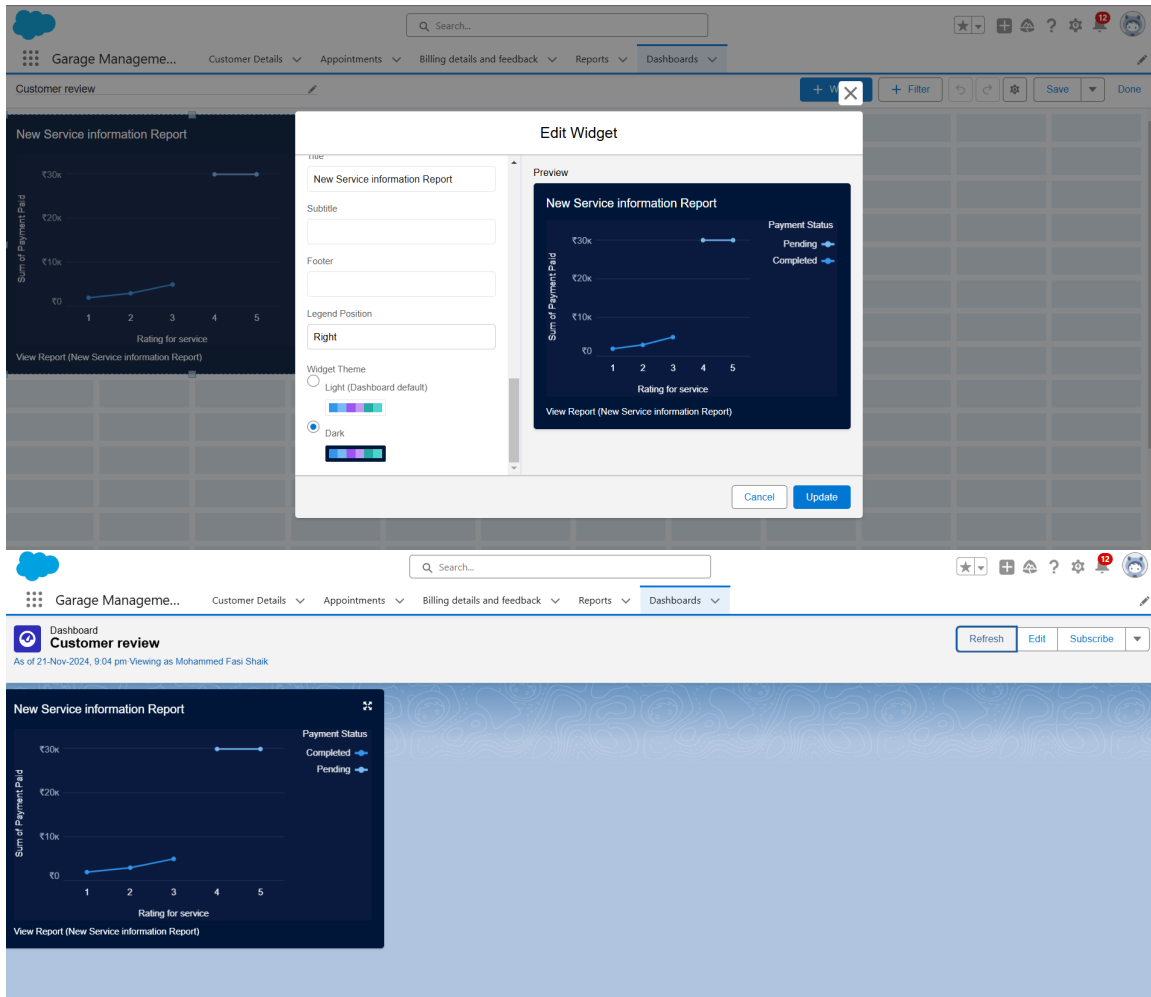 Search...
12
Garage Manageme...
Customer Details
Appointments
Billing details and feedback
Reports
Dashboards
Customer review
+ W
+ Filter
Save
Done
New Service information Report
₹30K
₹20K
₹10K
₹0
Sum of Payment Paid
1 2 3 4 5
Rating for service
View Report (New Service information Report)
Edit Widget
Title
New Service information Report
Subtitle
Footer
Legend Position
Right
Widget Theme
Light (Dashboard default)
Dark
Preview
New Service information Report
Payment Status
Pending
Completed
₹30K
₹20K
₹10K
₹0
Sum of Payment Paid
1 2 3 4 5
Rating for service
View Report (New Service information Report)
Cancel
Update
Search...
12
Garage Manageme...
Customer Details
Appointments
Billing details and feedback
Reports
Dashboards
Dashboard
Customer review
As of 21-Nov-2024, 9:04 pm·Viewing as Mohammed Fasi Shaik
Refresh
Edit
Subscribe
New Service information Report
Payment Status
Completed
Pending
₹30K
₹20K
₹10K
₹0
Sum of Payment Paid
1 2 3 4 5
Rating for service
View Report (New Service information Report)